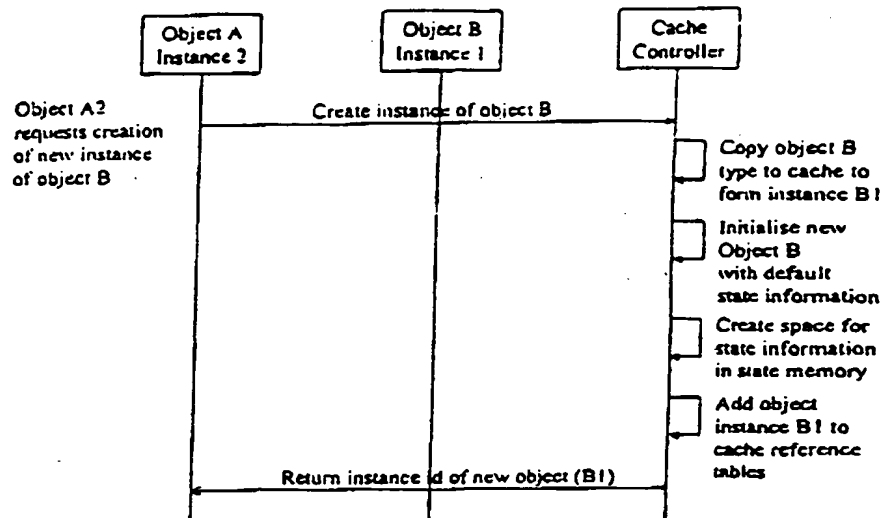 Object A
Instance 2
Object B
Instance 1
Cache
Controller
Object A2
requests creation
of new instance
of object B
Create instance of object B
Copy object B
type to cache to
form instance B1
Initialise new
Object B
with default
state information
Create space for
state information
in state memory
Add object
instance B1 to
cache reference
tables
Return instance id of new object (B1)